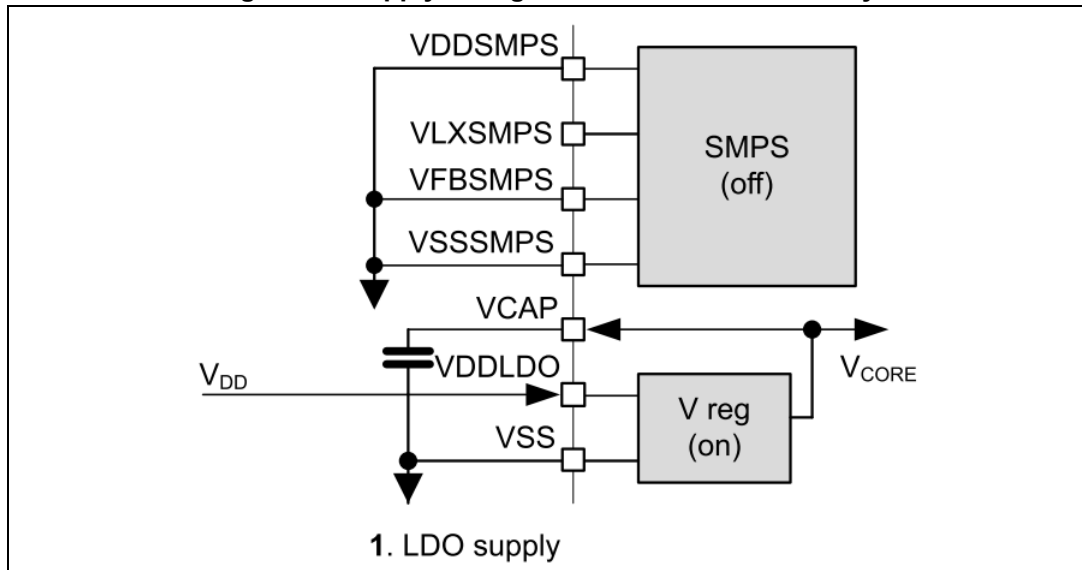 VDDSMPS
VLXSMPS
SMPS
(off)
VFBSMPS
VSSSMPS
VCAP
VDDLDO
VDD
VCORE
V reg
(on)
VSS
1. LDO supply